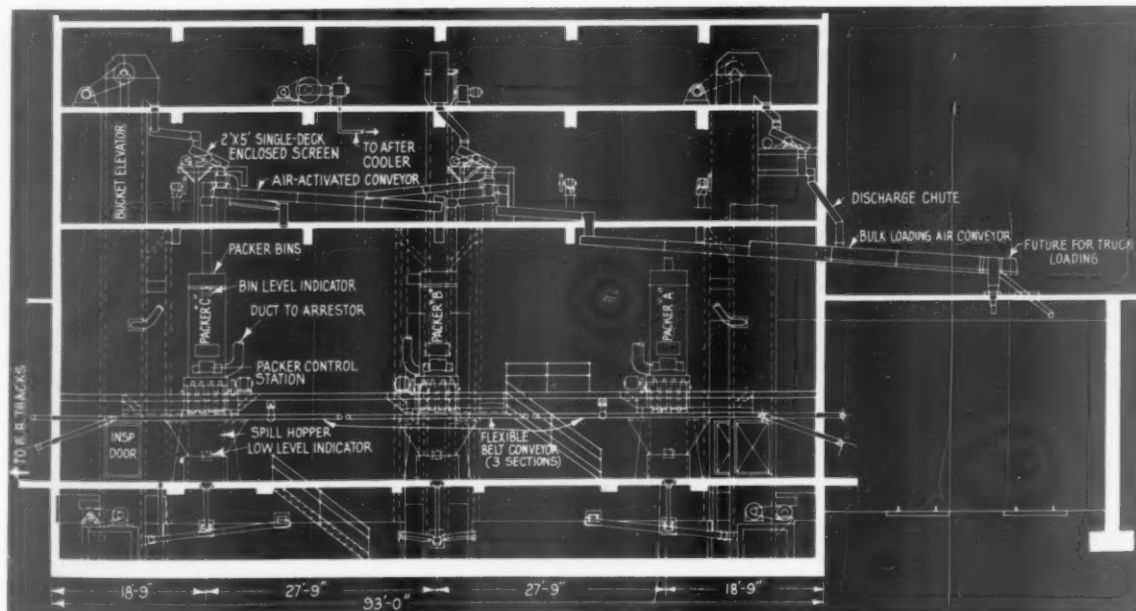 2'X5' SINGLE-DECK
ENCLOSED SCREEN
TO AFTER
COOLER
BUCKET ELEVATOR
AIR-ACTIVATED CONVEYOR
DISCHARGE CHUTE
BULK LOADING AIR CONVEYOR
FUTURE FOR TRUCK
LOADING
PACKER BINS
BIN LEVEL INDICATOR
DUCT TO ARRESTOR
PACKER "C"
PACKER "B"
PACKER "A"
PACKER CONTROL
STATION
TO R.R. TRACKS
INSP
DOOR
SPILL HOPPER
LOW LEVEL INDICATOR
FLEXIBLE
BELT CONVEYOR
(3 SECTIONS)
18'-9"
27'-9"
27'-9"
18'-9"
93'-0"